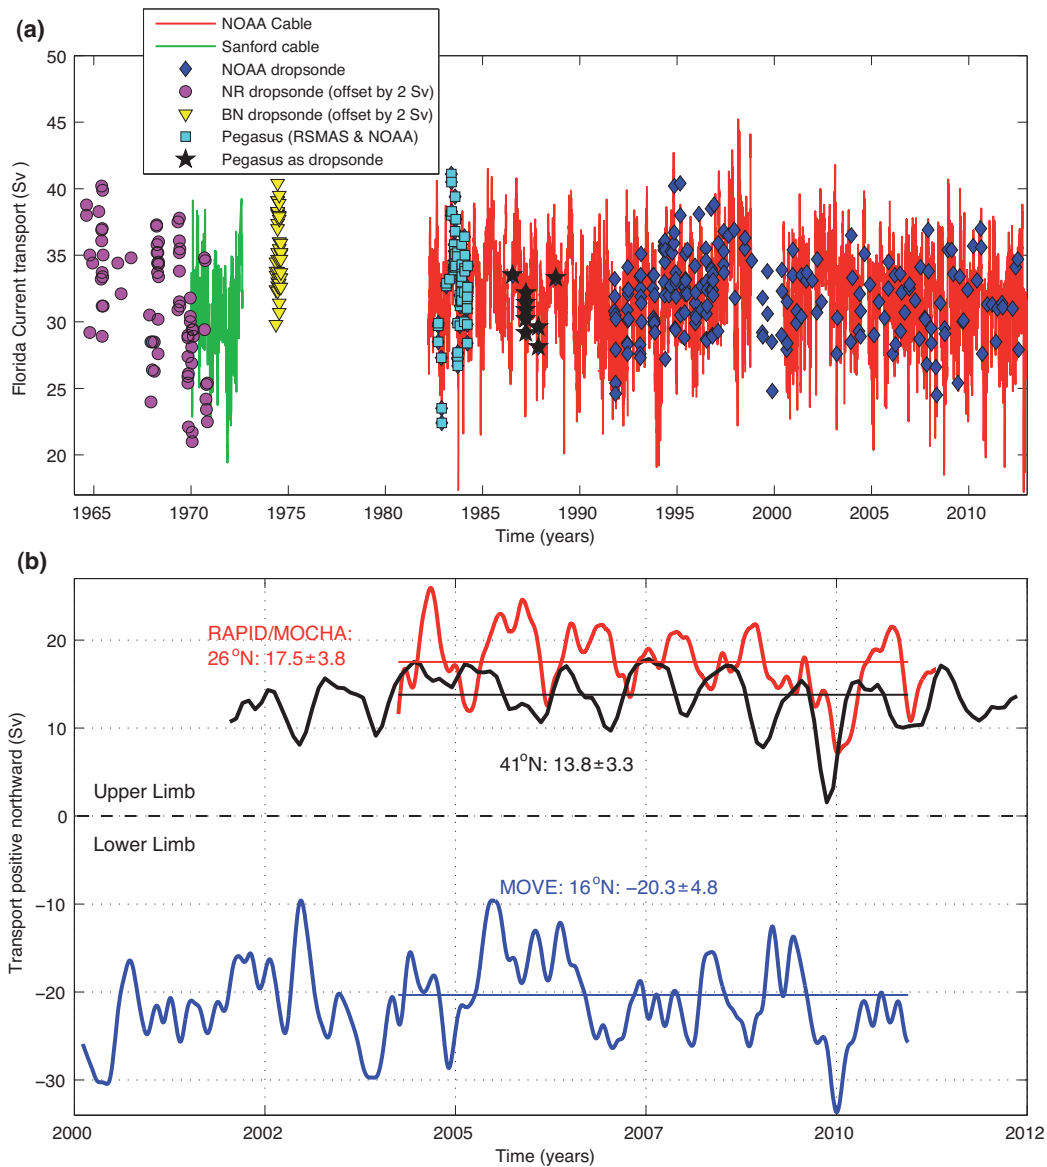 (a)
NOAA Cable
Sanford cable
NOAA dropsonde
NR dropsonde (offset by 2 Sv)
BN dropsonde (offset by 2 Sv)
Pegasus (RSMAS & NOAA)
Pegasus as dropsonde
Florida Current transport (Sv )
50
45
40
35
30
25
20
1965 1970 1975 1980 1985 1990 1995 2000 2005 2010
Time (years)
(b)
Transport positive northward (Sv)
20
10
0
−10
−20
−30
RAPID/MOCHA:
26°N: 17.5±3.8
41°N: 13.8±3.3
Upper Limb
Lower Limb
MOVE: 16°N: −20.3±4.8
2000 2002 2005 2007 2010 2012
Time (years)